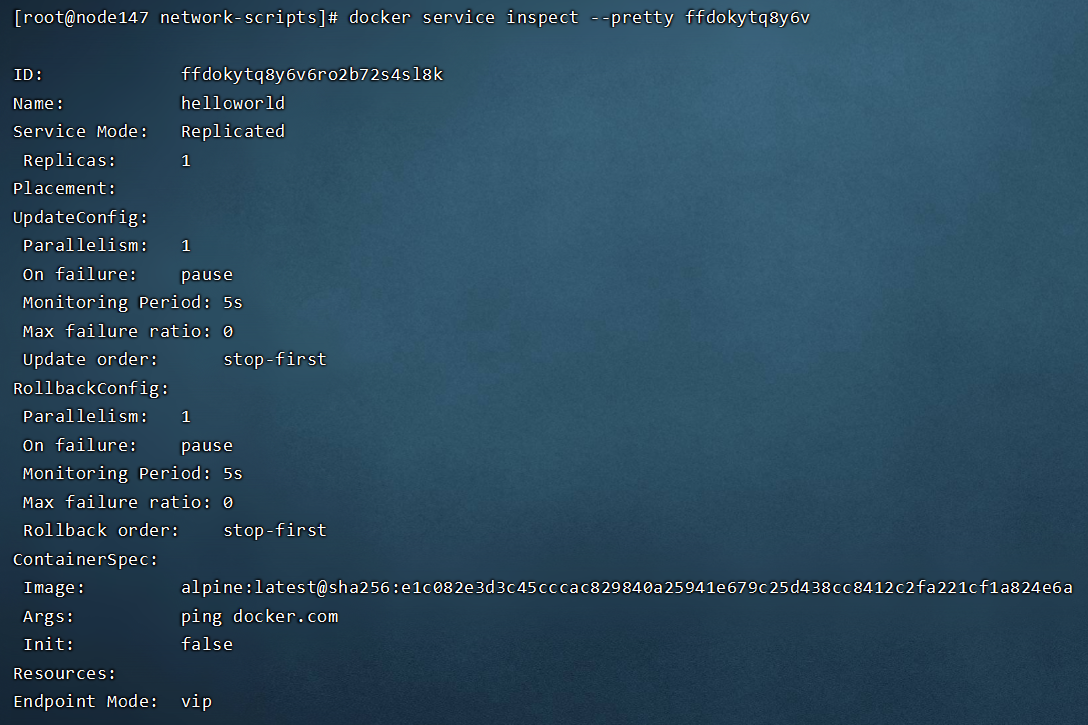 [root@node147 network-scripts]# docker service inspect --pretty ffdokytq8y6v
ID: ffdokytq8y6v6ro2b72s4sl8k
Name: helloworld
Service Mode: Replicated
Replicas: 1
Placement:
UpdateConfig:
Parallelism: 1
On failure: pause
Monitoring Period: 5s
Max failure ratio: 0
Update order: stop-first
RollbackConfig:
Parallelism: 1
On failure: pause
Monitoring Period: 5s
Max failure ratio: 0
Rollback order: stop-first
ContainerSpec:
Image: alpine:latest@sha256:e1c082e3d3c45cccac829840a25941e679c25d438cc8412c2fa221cf1a824e6a
Args: ping docker.com
Init: false
Resources:
Endpoint Mode: vip